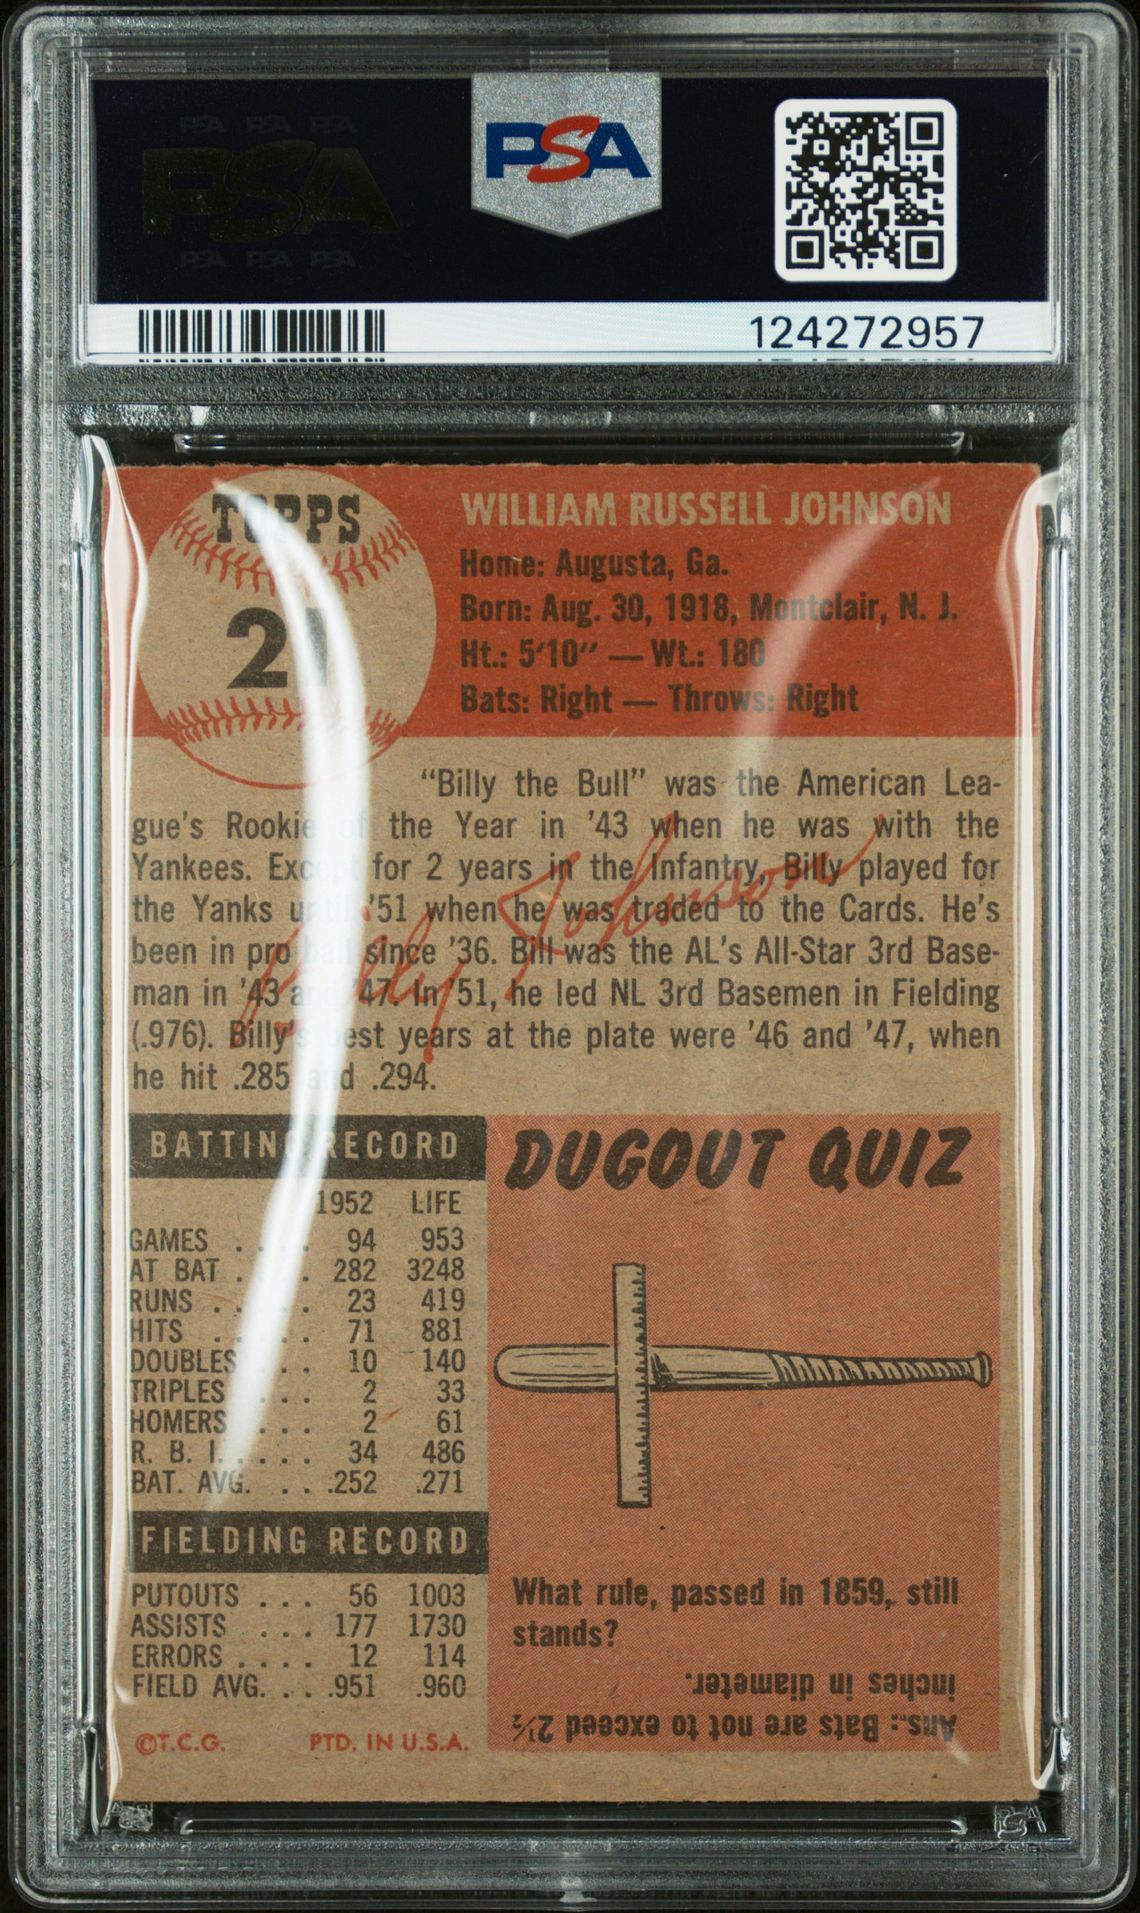 PSA PSA PSA
PSA
PSA PSA PSA
PSA
124272957
TOPPS
21
WILLIAM RUSSELL JOHNSON
Home: Augusta, Ga.
Born: Aug. 30, 1918, Montclair, N. J.
Ht.: 5'10" — Wt.: 180
Bats: Right — Throws: Right
"Billy the Bull" was the American Lea-
gue's Rookie of the Year in '43 when he was with the
Yankees. Except for 2 years in the Infantry, Billy played for
the Yanks until '51 when he was traded to the Cards. He's
been in pro ball since '36. Bill was the AL's All-Star 3rd Base-
man in '43 and '47. In '51, he led NL 3rd Basemen in Fielding
(.976). Billy's best years at the plate were '46 and '47, when
he hit .285 and .294.
Billy Johnson
BATTING RECORD
1952 LIFE
GAMES . . . . 94 953
AT BAT . . . . 282 3248
RUNS . . . . . 23 419
HITS . . . . . 71 881
DOUBLES . . . 10 140
TRIPLES . . . 2 33
HOMERS . . . 2 61
R. B. I. . . . . 34 486
BAT. AVG. . . .252 .271
FIELDING RECORD
PUTOUTS . . . 56 1003
ASSISTS . . . 177 1730
ERRORS . . . . 12 114
FIELD AVG. . . .951 .960
©T.C.G. PTD. IN U.S.A.
DUGOUT QUIZ
What rule, passed in 1859, still
stands?
Ans.: Bats are not to exceed 2½
inches in diameter.
PSA